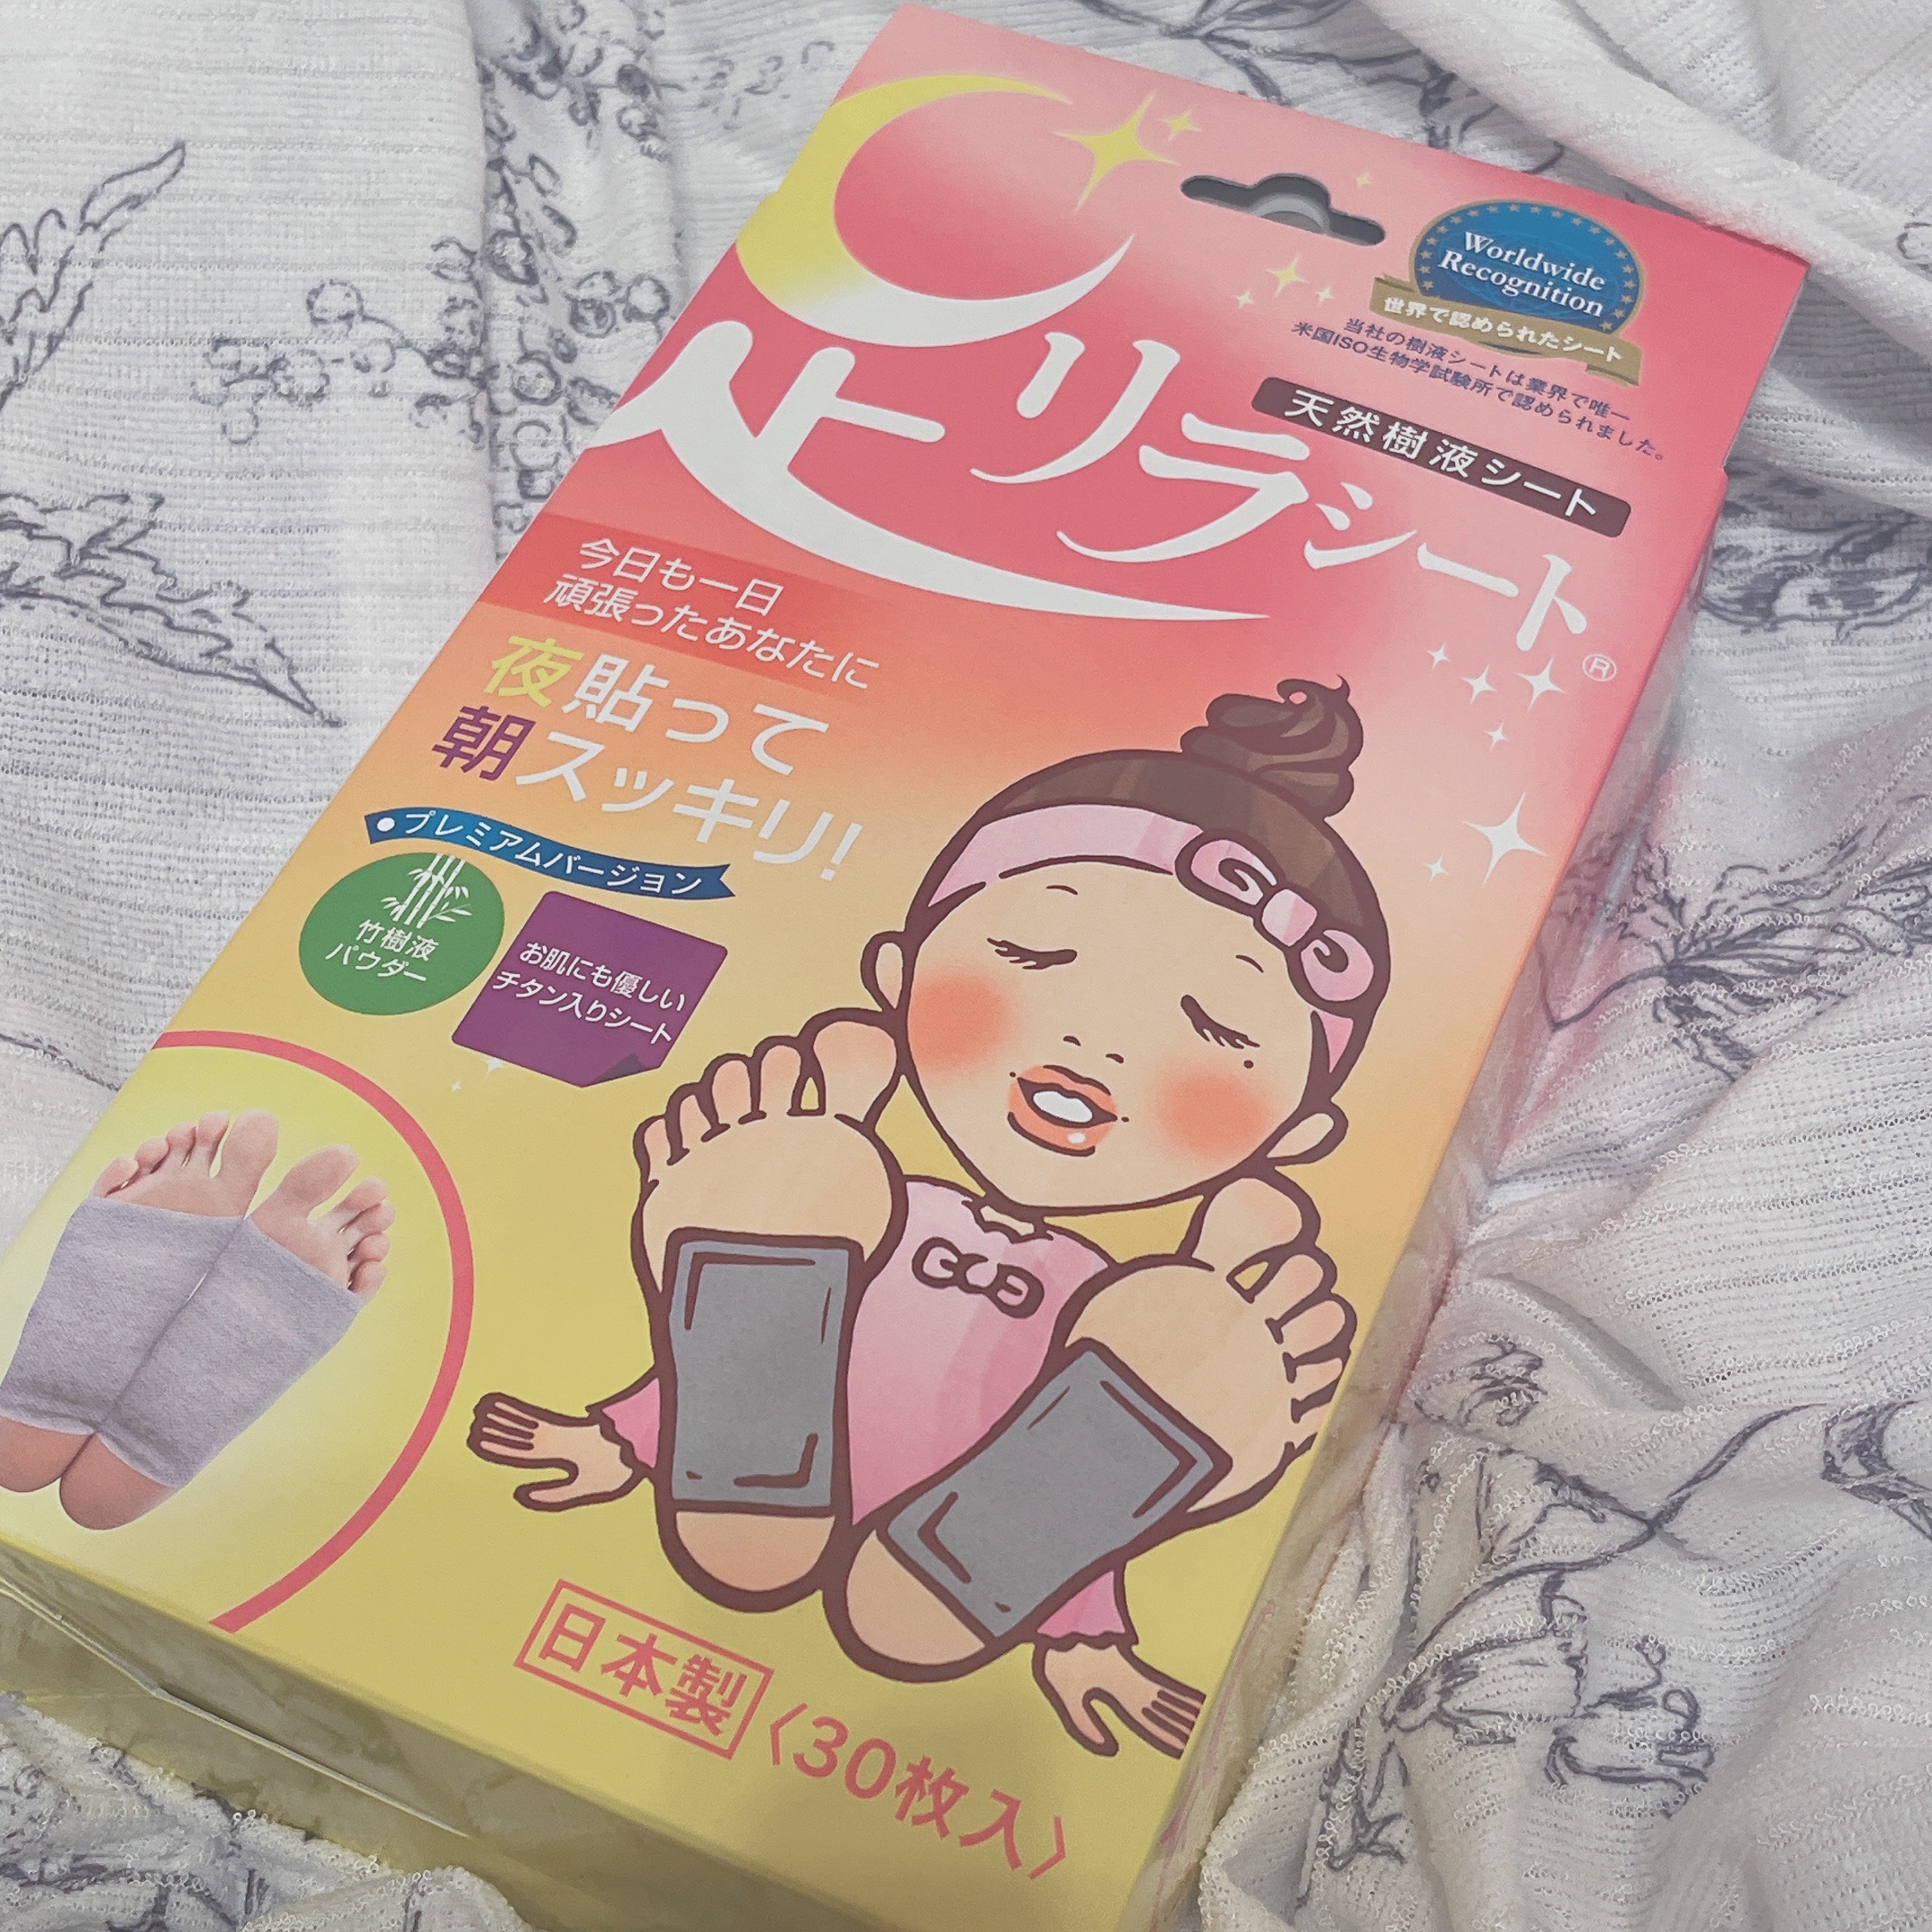 Worldwide
Recognition
世界で認められたシート
当社の樹液シートは業界で唯一
米国ISO生物学試験所で認められました。
天然樹液シート
足リラシート®
今日も一日
頑張ったあなたに
夜貼って
朝スッキリ!
プレミアムバージョン
竹樹液
パウダー
お肌にも優しい
チタン入りシート
日本製〈30枚入〉